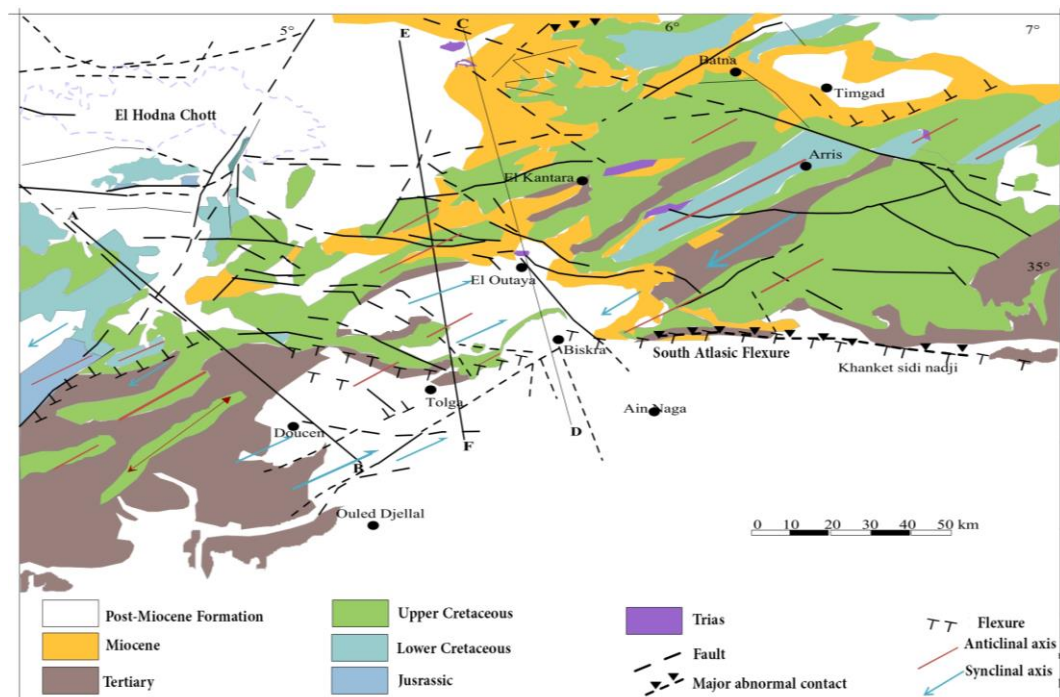 5°
6°
7°
C
E
Batna
Timgad
El Hodna Chott
Arris
El Kantara
A
35°
El Outaya
Biskra
South Atlasic Flexure
Khanket sidi nadji
Tolga
Ain Naga
Doucen
D
F
B
Ouled Djellal
0 10 20 30 40 50 km
Post-Miocene Formation
Miocene
Tertiary
Upper Cretaceous
Lower Cretaceous
Jusrassic
Trias
Fault
Major abnormal contact
Flexure
Anticlinal axis
Synclinal axis